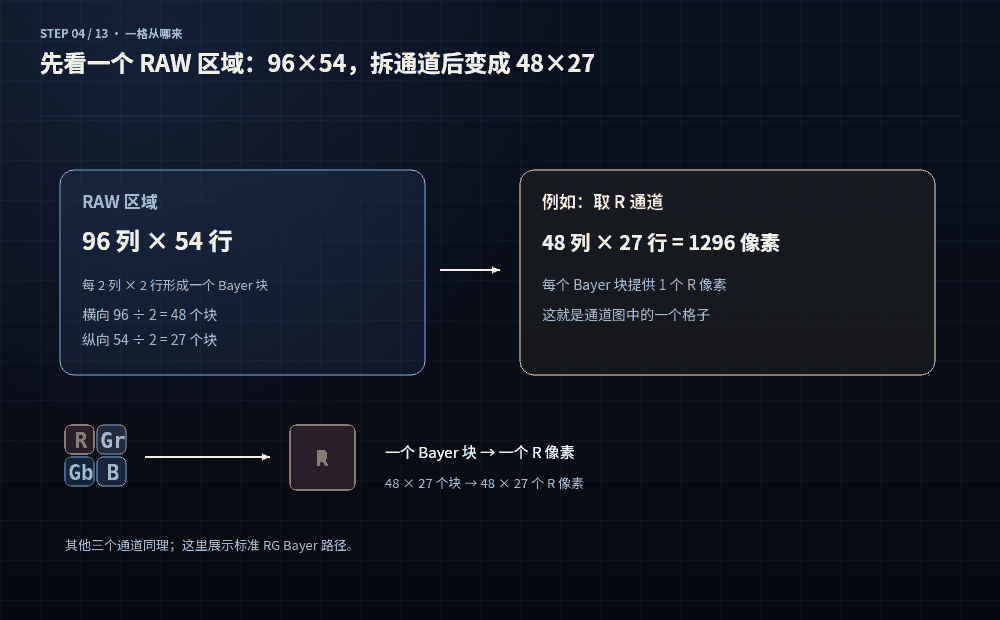 STEP 04 / 13 · 一格从哪来
先看一个 RAW 区域：96×54，拆通道后变成 48×27
RAW 区域
96 列 × 54 行
每 2 列 × 2 行形成一个 Bayer 块
横向 96 ÷ 2 = 48 个块
纵向 54 ÷ 2 = 27 个块
例如：取 R 通道
48 列 × 27 行 = 1296 像素
每个 Bayer 块提供 1 个 R 像素
这就是通道图中的一个格子
R Gr
Gb B
R
一个 Bayer 块 → 一个 R 像素
48 × 27 个块 → 48 × 27 个 R 像素
其他三个通道同理；这里展示标准 RG Bayer 路径。